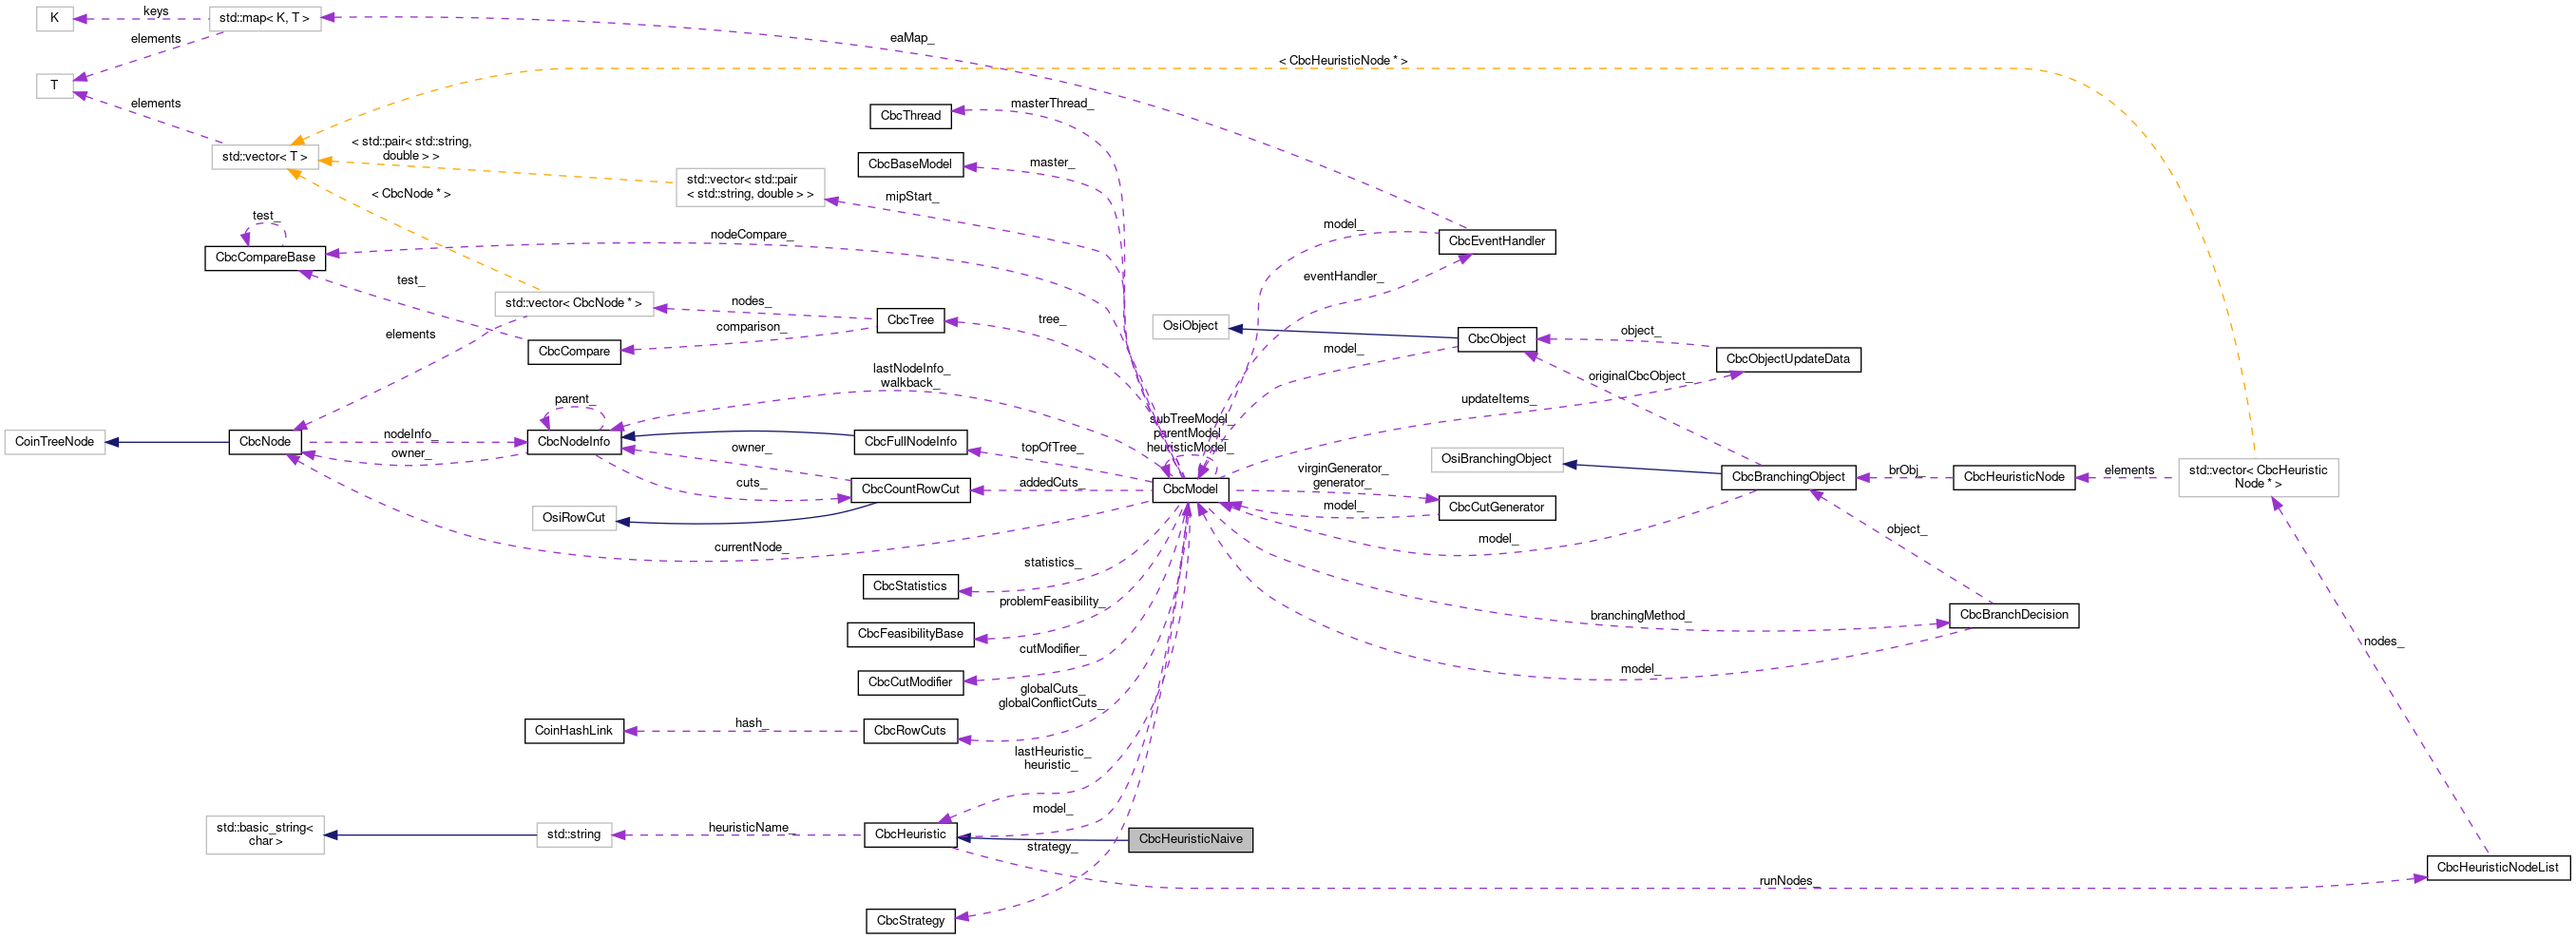 K
keys
std::map< K, T >
elements
eaMap_
T
elements
< CbcHeuristicNode * >
CbcThread
masterThread_
std::vector< T >
< std::pair< std::string,
double > >
CbcBaseModel
master_
std::vector< std::pair
< std::string, double > >
mipStart_
< CbcNode * >
test_
nodeCompare_
CbcCompareBase
model_
CbcEventHandler
eventHandler_
test_
std::vector< CbcNode * >
nodes_
comparison_
CbcTree
tree_
elements
CbcCompare
OsiObject
CbcObject
object_
CbcObjectUpdateData
model_
originalCbcObject_
lastNodeInfo_
walkback_
updateItems_
parent_
CoinTreeNode
CbcNode
nodeInfo_
owner_
CbcNodeInfo
CbcFullNodeInfo
topOfTree_
subTreeModel_
parentModel_
heuristicModel_
owner_
cuts_
CbcCountRowCut
addedCuts_
CbcModel
virginGenerator_
generator_
model_
CbcCutGenerator
OsiBranchingObject
CbcBranchingObject
brObj_
CbcHeuristicNode
elements
std::vector< CbcHeuristic
Node * >
OsiRowCut
currentNode_
model_
object_
CbcStatistics
statistics_
CbcFeasibilityBase
problemFeasibility_
branchingMethod_
CbcBranchDecision
CbcCutModifier
cutModifier_
model_
nodes_
globalCuts_
globalConflictCuts_
CoinHashLink
hash_
CbcRowCuts
lastHeuristic_
heuristic_
model_
std::basic_string<
char >
std::string
heuristicName_
CbcHeuristic
CbcHeuristicNaive
strategy_
runNodes_
CbcHeuristicNodeList
CbcStrategy